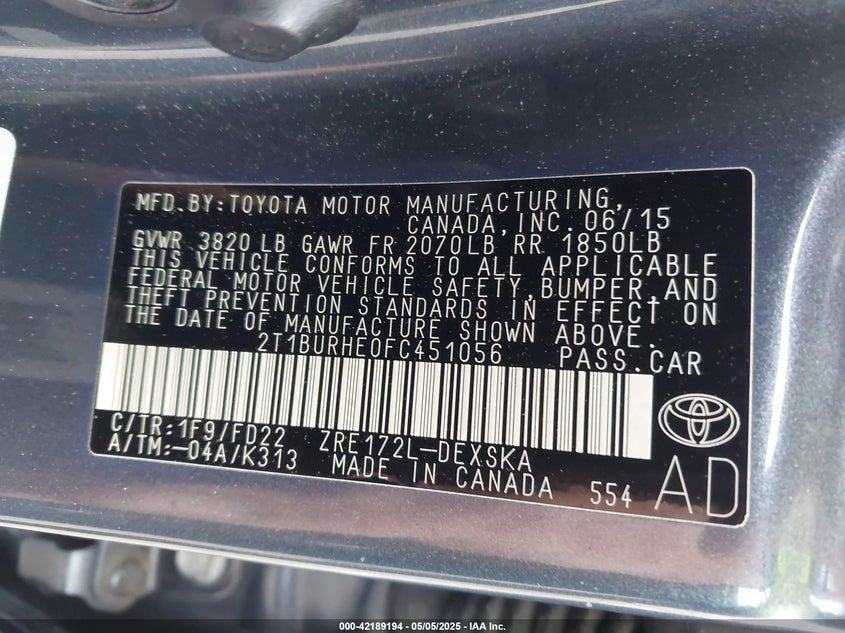 MFD.BY:TOYOTA MOTOR MANUFACTURING,
CANADA,INC. 06/15
GVWR 3820 LB GAWR FR 2070LB RR 1850LB
THIS VEHICLE CONFORMS TO ALL APPLICABLE
FEDERAL MOTOR VEHICLE SAFETY,BUMPER,AND
THEFT PREVENTION STANDARDS IN EFFECT ON
THE DATE OF MANUFACTURE SHOWN ABOVE.
2T1BURHE0FC451056 PASS.CAR
C/TR:1F9/FD22 ZRE172L-DEXSKA
A/TM:-04A/K313 MADE IN CANADA 554 AD
000-42189194 - 05/05/2025 - IAA Inc.